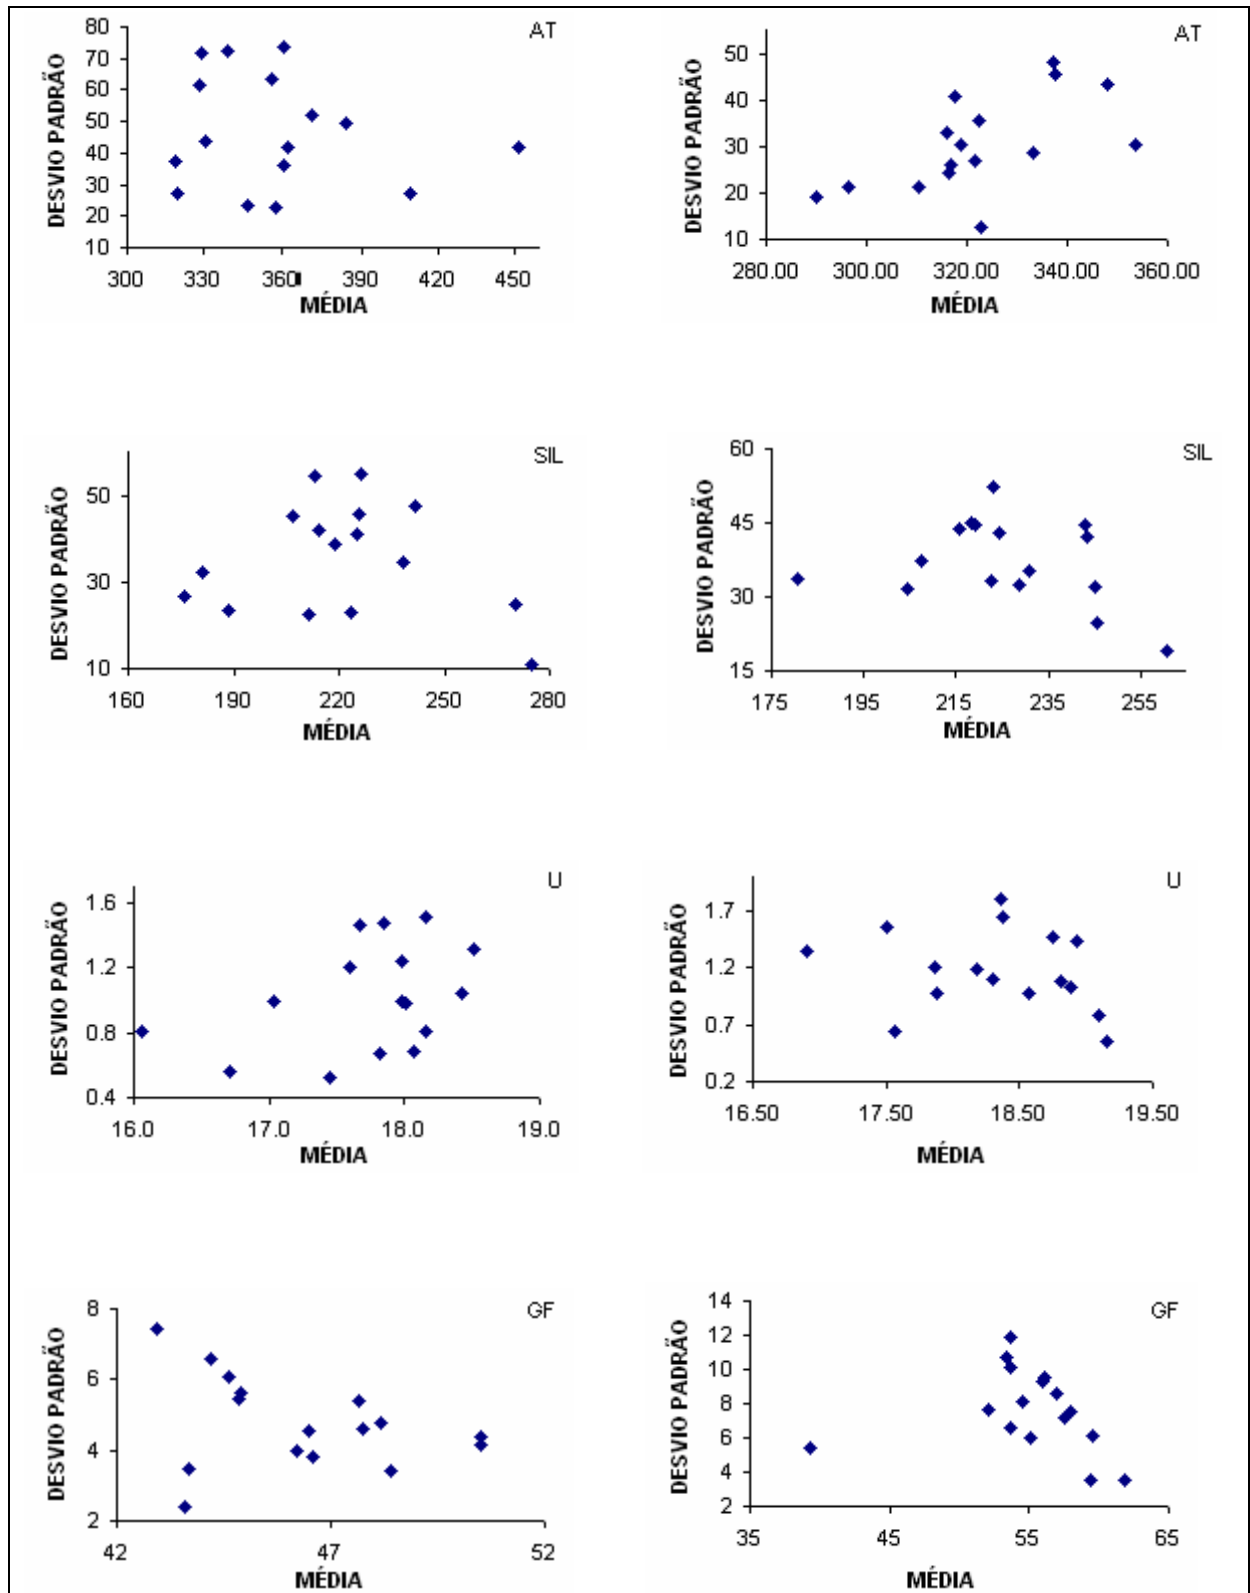 AT
DESVIO PADRÃO
80
70
60
50
40
30
20
10
300 330 360 390 420 450
MÉDIA
AT
DESVIO PADRÃO
50
40
30
20
10
280.00 300.00 320.00 340.00 360.00
MÉDIA
SIL
DESVIO PADRÃO
50
30
10
160 190 220 250 280
MÉDIA
SIL
DESVIO PADRÃO
60
45
30
15
175 195 215 235 255
MÉDIA
U
DESVIO PADRÃO
1.6
1.2
0.8
0.4
16.0 17.0 18.0 19.0
MÉDIA
U
DESVIO PADRÃO
1.7
1.2
0.7
0.2
16.50 17.50 18.50 19.50
MÉDIA
GF
DESVIO PADRÃO
8
6
4
2
42 47 52
MÉDIA
GF
DESVIO PADRÃO
14
12
10
8
6
4
2
35 45 55 65
MÉDIA